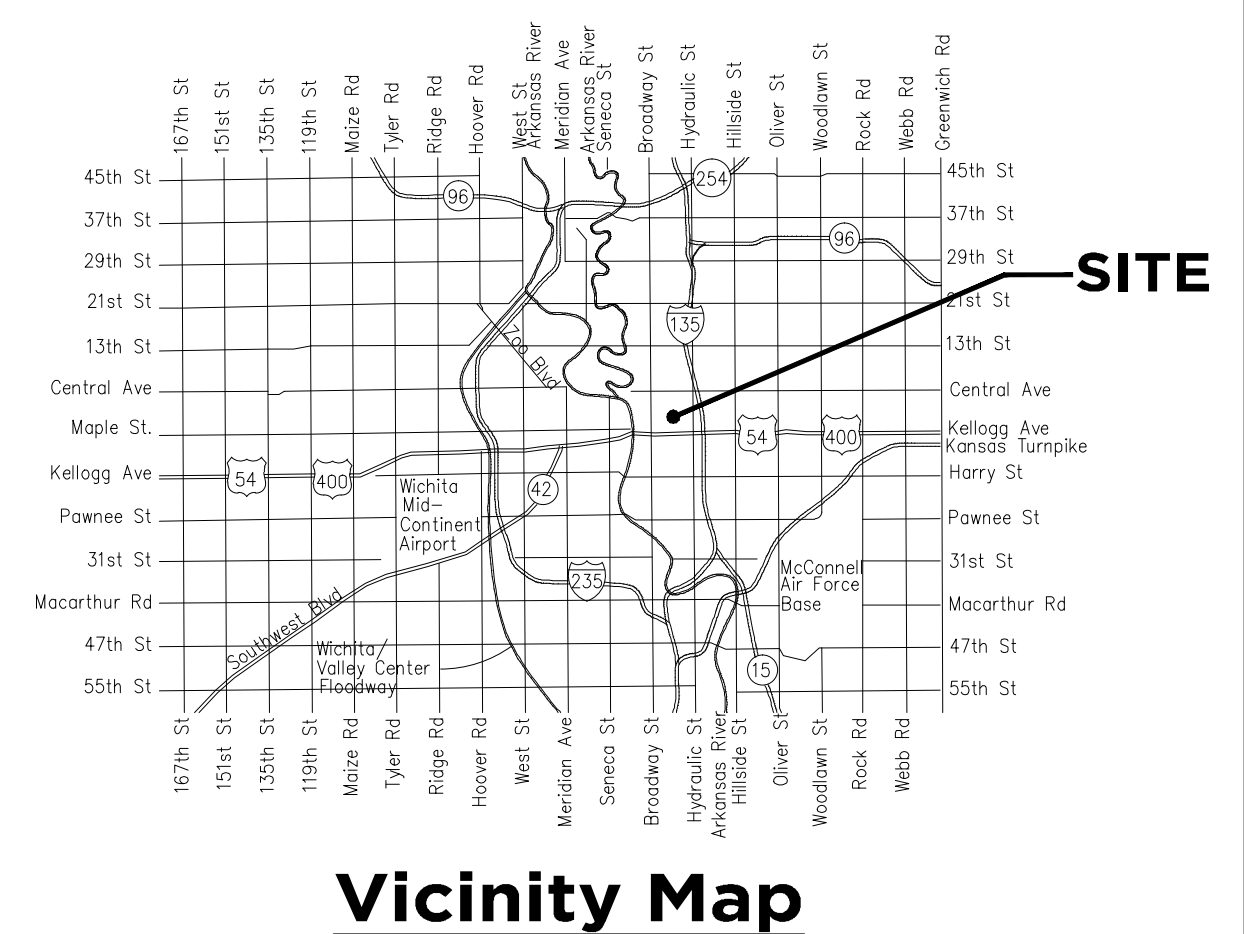 167th St
151st St
135th St
119th St
Maize Rd
Tyler Rd
Ridge Rd
Hoover Rd
West St
Arkansas River
Meridian Ave
Arkansas River
Seneca St
Broadway St
Hydraulic St
Hillside St
Oliver St
Woodlawn St
Rock Rd
Webb Rd
Greenwich Rd
45th St
254
45th St
96
37th St
37th St
96
29th St
29th St
SITE
21st St
21st St
135
13th St
13th St
Zoo Blvd
Central Ave
Central Ave
Maple St.
54
400
Kellogg Ave
Kansas Turnpike
Kellogg Ave
54
400
Harry St
Wichita
Mid-
Continent
Airport
42
Pawnee St
Pawnee St
31st St
31st St
McConnell
Air Force
Base
235
Macarthur Rd
Macarthur Rd
Southwest Blvd
47th St
47th St
Wichita/
Valley Center
Floodway
15
55th St
55th St
167th St
151st St
135th St
119th St
Maize Rd
Tyler Rd
Ridge Rd
Hoover Rd
West St
Meridian Ave
Seneca St
Broadway St
Hydraulic St
Arkansas River
Hillside St
Oliver St
Woodlawn St
Rock Rd
Webb Rd
Vicinity Map